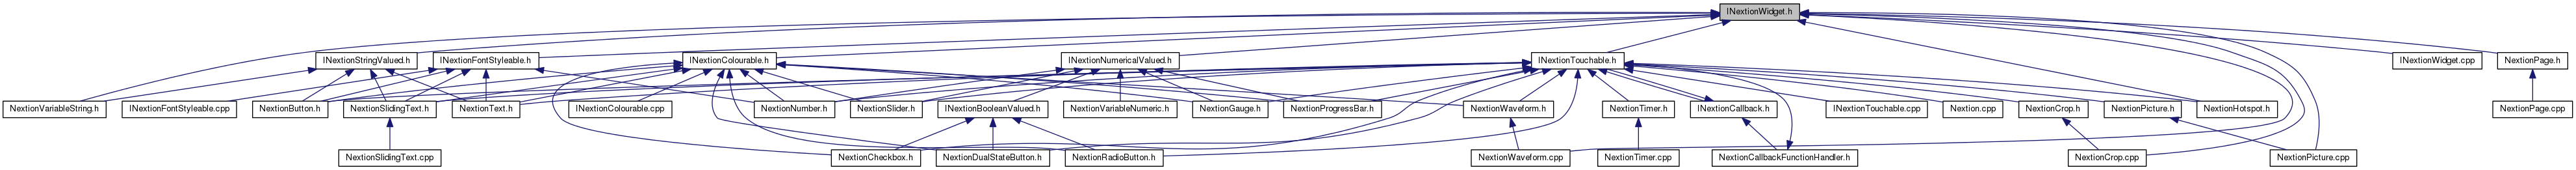 INextionWidget.h
INextionStringValued.h
INextionFontStyleable.h
INextionColourable.h
INextionNumericalValued.h
INextionTouchable.h
INextionWidget.cpp
NextionPage.h
NextionVariableString.h
INextionFontStyleable.cpp
NextionButton.h
NextionSlidingText.h
NextionText.h
INextionColourable.cpp
NextionNumber.h
NextionSlider.h
INextionBooleanValued.h
NextionVariableNumeric.h
NextionGauge.h
NextionProgressBar.h
NextionWaveform.h
NextionTimer.h
INextionCallback.h
INextionTouchable.cpp
Nextion.cpp
NextionCrop.h
NextionPicture.h
NextionHotspot.h
NextionPage.cpp
NextionSlidingText.cpp
NextionCheckbox.h
NextionDualStateButton.h
NextionRadioButton.h
NextionWaveform.cpp
NextionTimer.cpp
NextionCallbackFunctionHandler.h
NextionCrop.cpp
NextionPicture.cpp